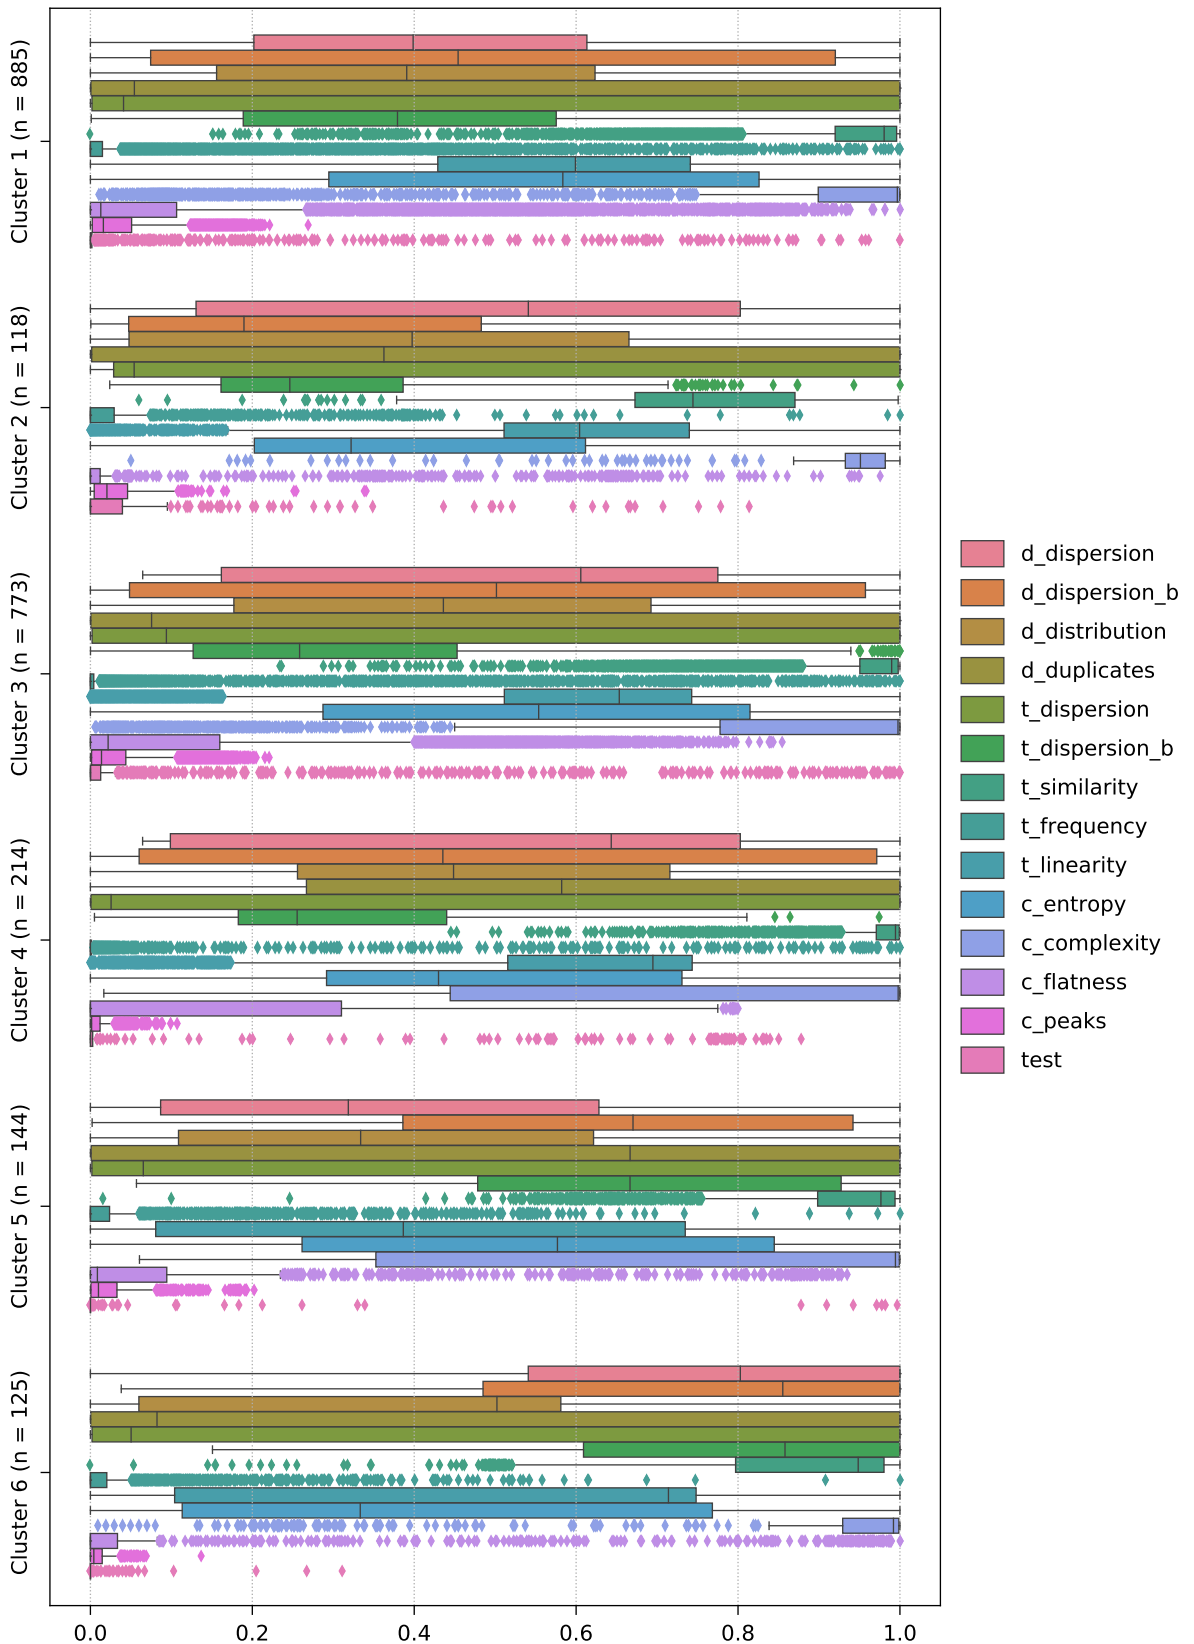 Cluster 1 (n = 885)
Cluster 2 (n = 118)
Cluster 3 (n = 773)
Cluster 4 (n = 214)
Cluster 5 (n = 144)
Cluster 6 (n = 125)
d_dispersion
d_dispersion_b
d_distribution
d_duplicates
t_dispersion
t_dispersion_b
t_similarity
t_frequency
t_linearity
c_entropy
c_complexity
c_flatness
c_peaks
test
0.0 0.2 0.4 0.6 0.8 1.0